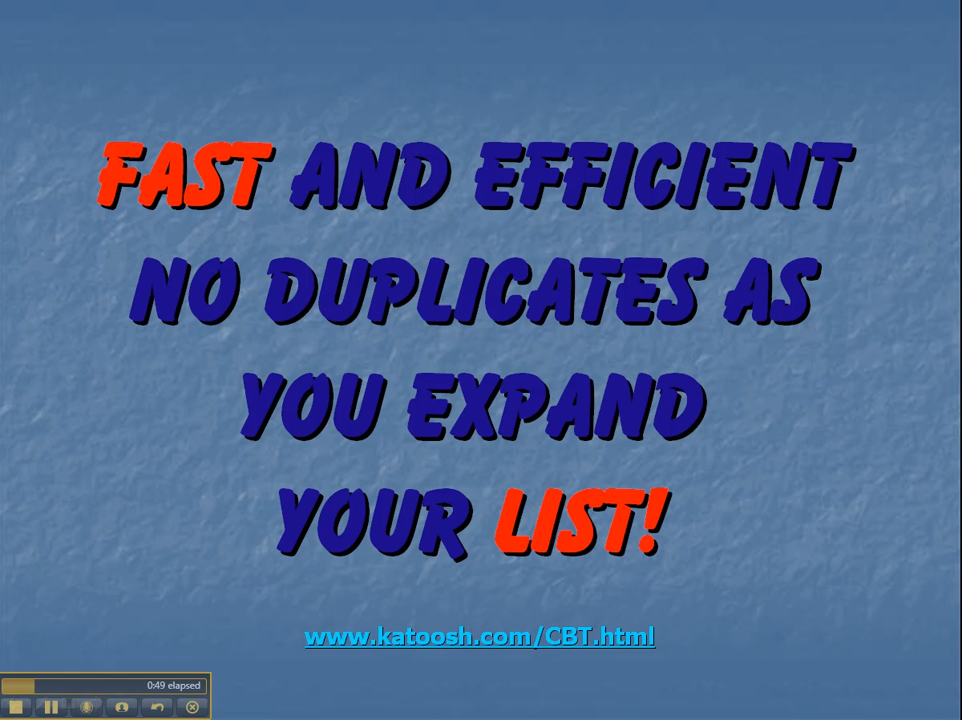 FAST AND EFFICIENT
NO DUPLICATES AS
YOU EXPAND
YOUR LIST!
www.katoosh.com/CBT.html
0:49 elapsed